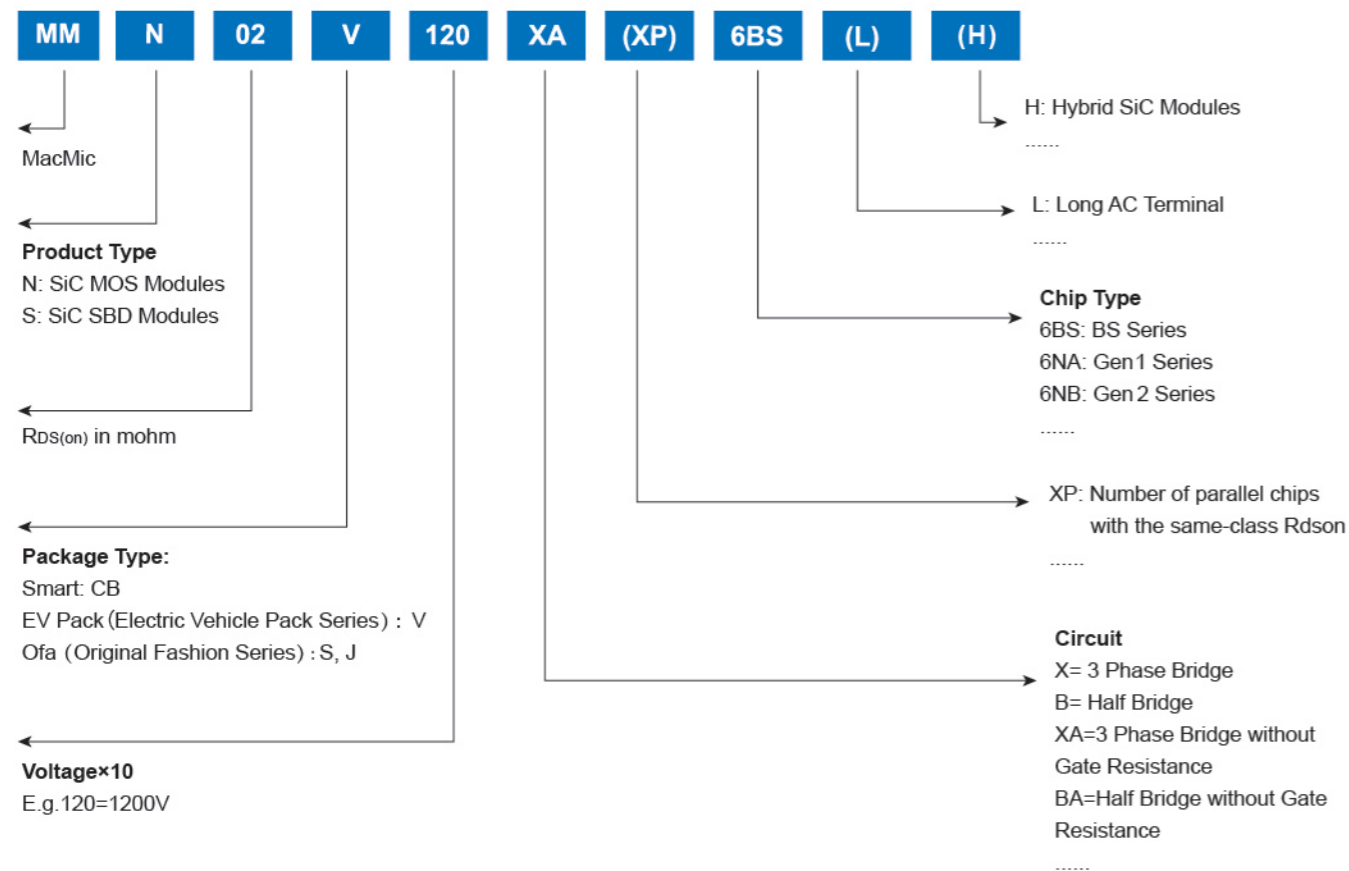 MM N 02 V 120 XA (XP) 6BS (L) (H)
MacMic
Product Type
N: SiC MOS Modules
S: SiC SBD Modules
RDS(on) in mohm
Package Type:
Smart: CB
EV Pack (Electric Vehicle Pack Series) : V
Ofa (Original Fashion Series) : S, J
Voltage×10
E.g.120=1200V
H: Hybrid SiC Modules
......
L: Long AC Terminal
......
Chip Type
6BS: BS Series
6NA: Gen1 Series
6NB: Gen2 Series
......
XP: Number of parallel chips
with the same-class Rdson
......
Circuit
X= 3 Phase Bridge
B= Half Bridge
XA=3 Phase Bridge without
Gate Resistance
BA=Half Bridge without Gate
Resistance
......